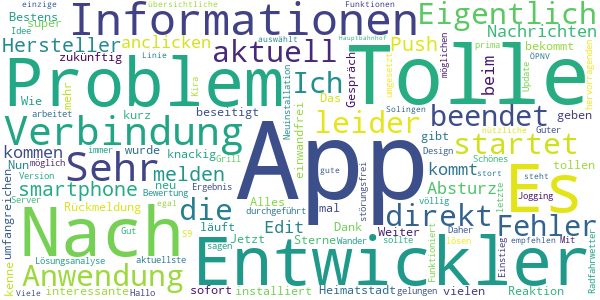 einzige
übersichtliche
Funktionen
Informationen
Eigentlich
Bestens
super
Idee
auswählt
Hauptbahnhof
Linie
prima
umgesetzt
hervorragenden
Hersteller
anclicken
aktuell
Push
Nachrichten
zukünftig
bekommt
möglichen
Update
ÖPNV
Problem
Tolle
Gespräch
beim
Ich
Wie
mehr
Kira
Neuinstallation
Das
arbeitet
kurz
beseitigt
Solingen
geben
Verbindung
App
leider
beendet
einwandfrei
gibt
Guter
immer
wurde
knackig
Grill
störungsfrei
Design
nützliche
kommen
Sehr
startet
Es
Nun
möglich
melden
gute
kommt
Absturz
Schönes
tollen
umfangreichen
Version
Bewertung
Ergebnis
smartphone
neu
die
direkt
völlig
steht
stort
Jogging
Server
Rückmeldung
egal
Alles
mal
letzte
Nach
Entwickler
Fehler
durchgeführt
Edit
Dank
Gut
S9
läuft
Jetzt
Sterne
Wander
Weiter
sollte
Daher
empfehlen
Mit
Lösungsanalyse
sagen
Funktioniert
lösen
Einstieg
Radfahrwetter
Anwendung
kenne
aktuellste
Viele
interessante
Hallo
sofort
installiert
Heimatstadt
gelungen
vielen
Reaktion